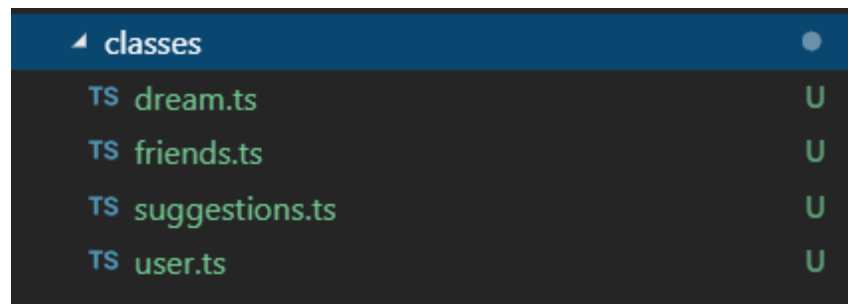 classes
TS dream.ts U
TS friends.ts U
TS suggestions.ts U
TS user.ts U